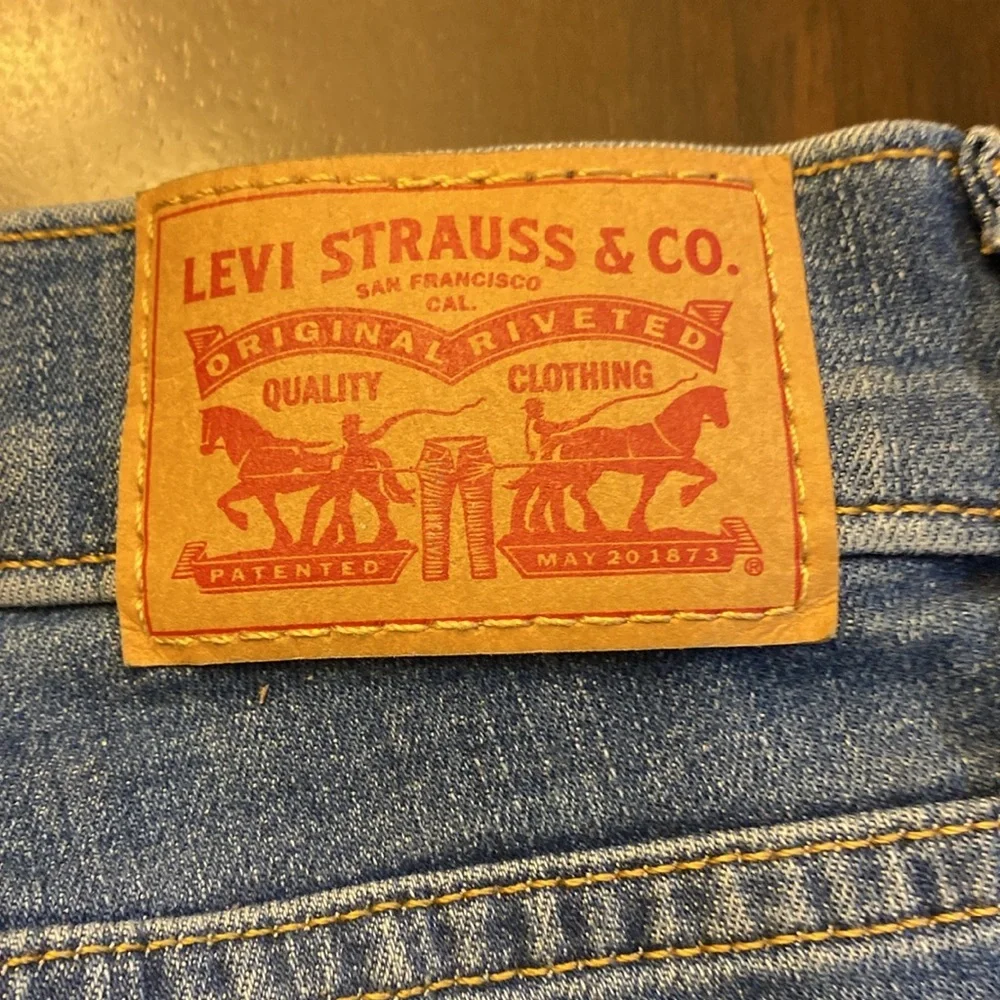 LEVI STRAUSS & CO.
SAN FRANCISCO
CAL.
ORIGINAL RIVETED
QUALITY CLOTHING
PATENTED MAY 20 1873 ®